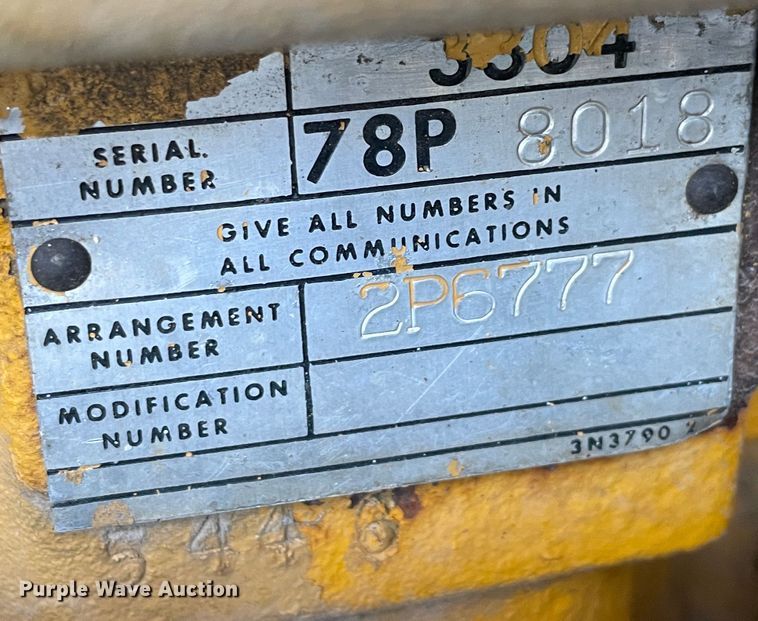 3304
SERIAL
NUMBER
78P 8018
GIVE ALL NUMBERS IN
ALL COMMUNICATIONS
ARRANGEMENT
NUMBER
2P6777
MODIFICATION
NUMBER
3N3790
Purple Wave Auction